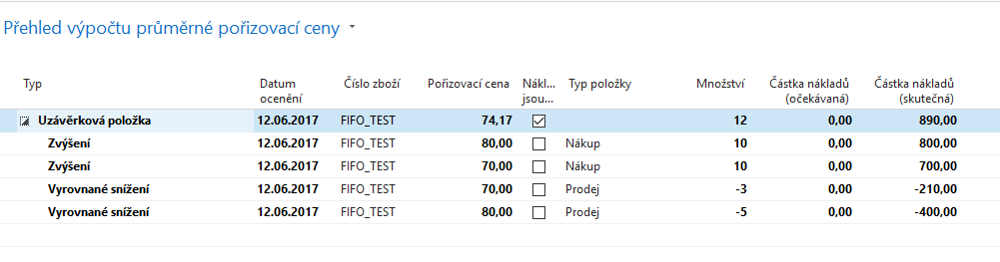 Přehled výpočtu průměrné pořizovací ceny
Typ Datum ocenění Číslo zboží Pořizovací cena Nákl... jsou... Typ položky Množství Částka nákladů (očekávaná) Částka nákladů (skutečná)
Uzávěrková položka 12.06.2017 FIFO_TEST 74,17 12 0,00 890,00
Zvýšení 12.06.2017 FIFO_TEST 80,00 Nákup 10 0,00 800,00
Zvýšení 12.06.2017 FIFO_TEST 70,00 Nákup 10 0,00 700,00
Vyrovnané snížení 12.06.2017 FIFO_TEST 70,00 Prodej -3 0,00 -210,00
Vyrovnané snížení 12.06.2017 FIFO_TEST 80,00 Prodej -5 0,00 -400,00